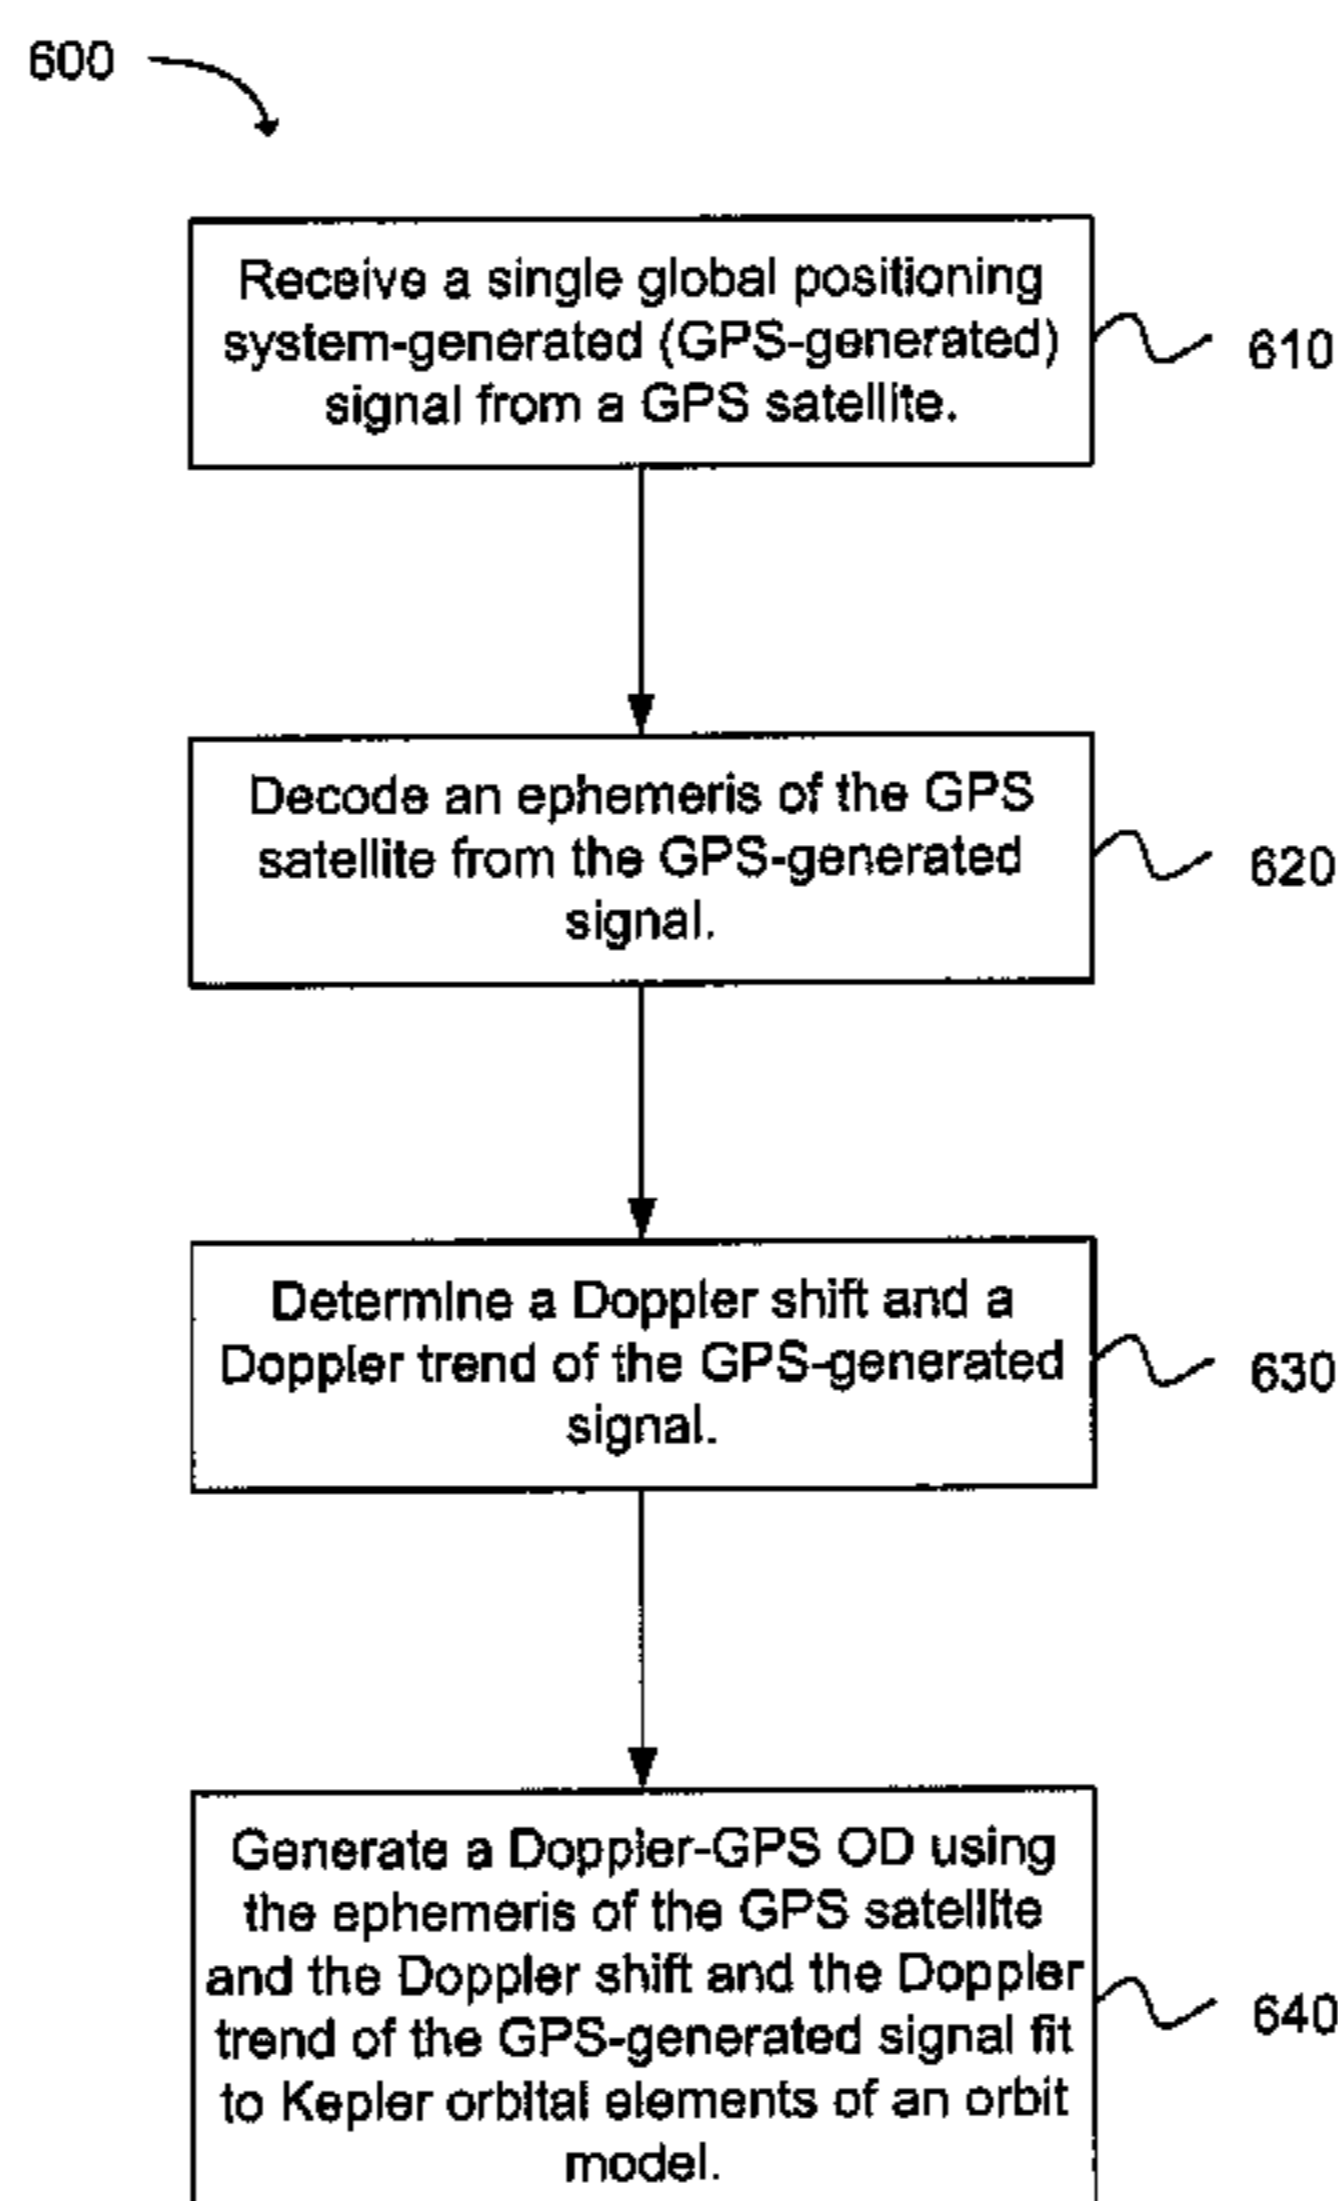 600
Receive a single global positioning
system-generated (GPS-generated)
signal from a GPS satellite.
610
Decode an ephemeris of the GPS
satellite from the GPS-generated
signal.
620
Determine a Doppler shift and a
Doppler trend of the GPS-generated
signal.
630
Generate a Doppler-GPS OD using
the ephemeris of the GPS satellite
and the Doppler shift and the Doppler
trend of the GPS-generated signal fit
to Kepler orbital elements of an orbit
model.
640